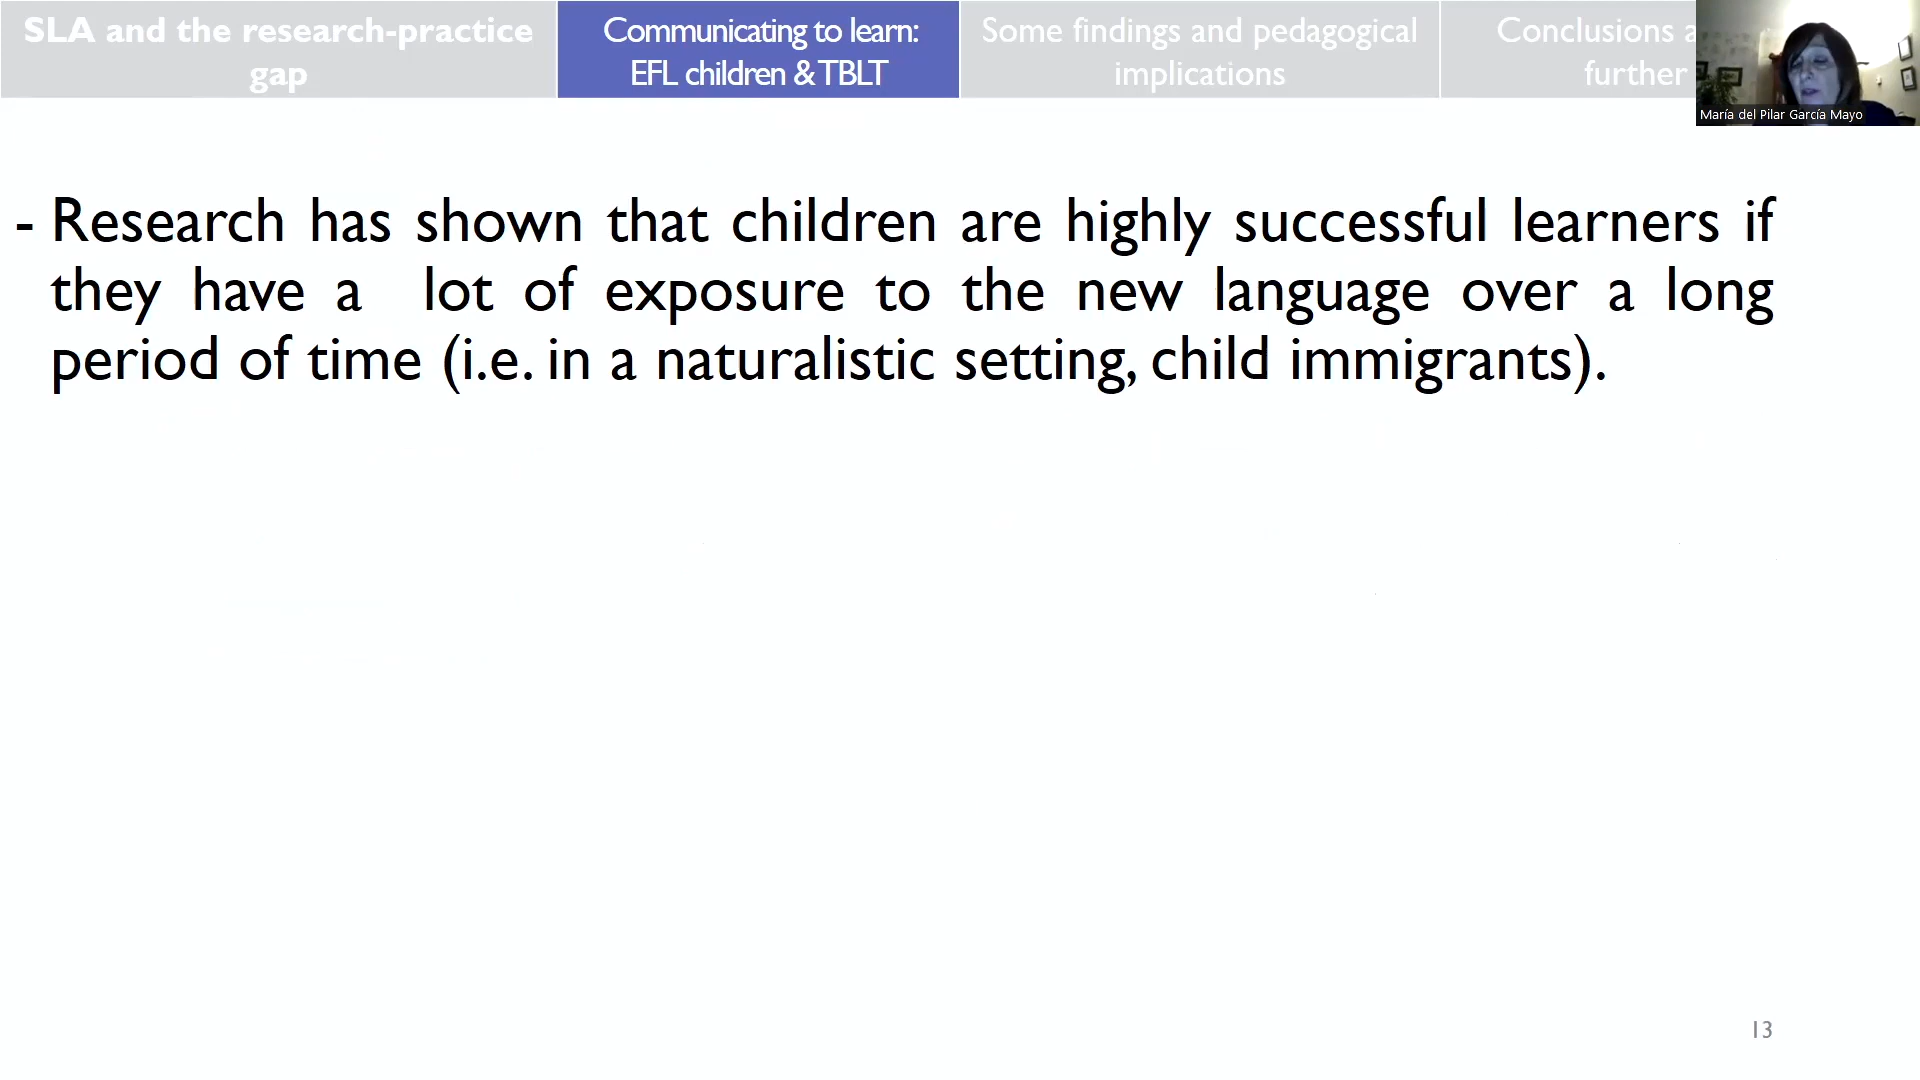 SLA and the research-practice
gap
Communicating to learn:
EFL children & TBLT
Some findings and pedagogical
implications
Conclusions
further
María del Pilar García Mayo
- Research has shown that children are highly successful learners if
they have a lot of exposure to the new language over a long
period of time (i.e. in a naturalistic setting, child immigrants).
13